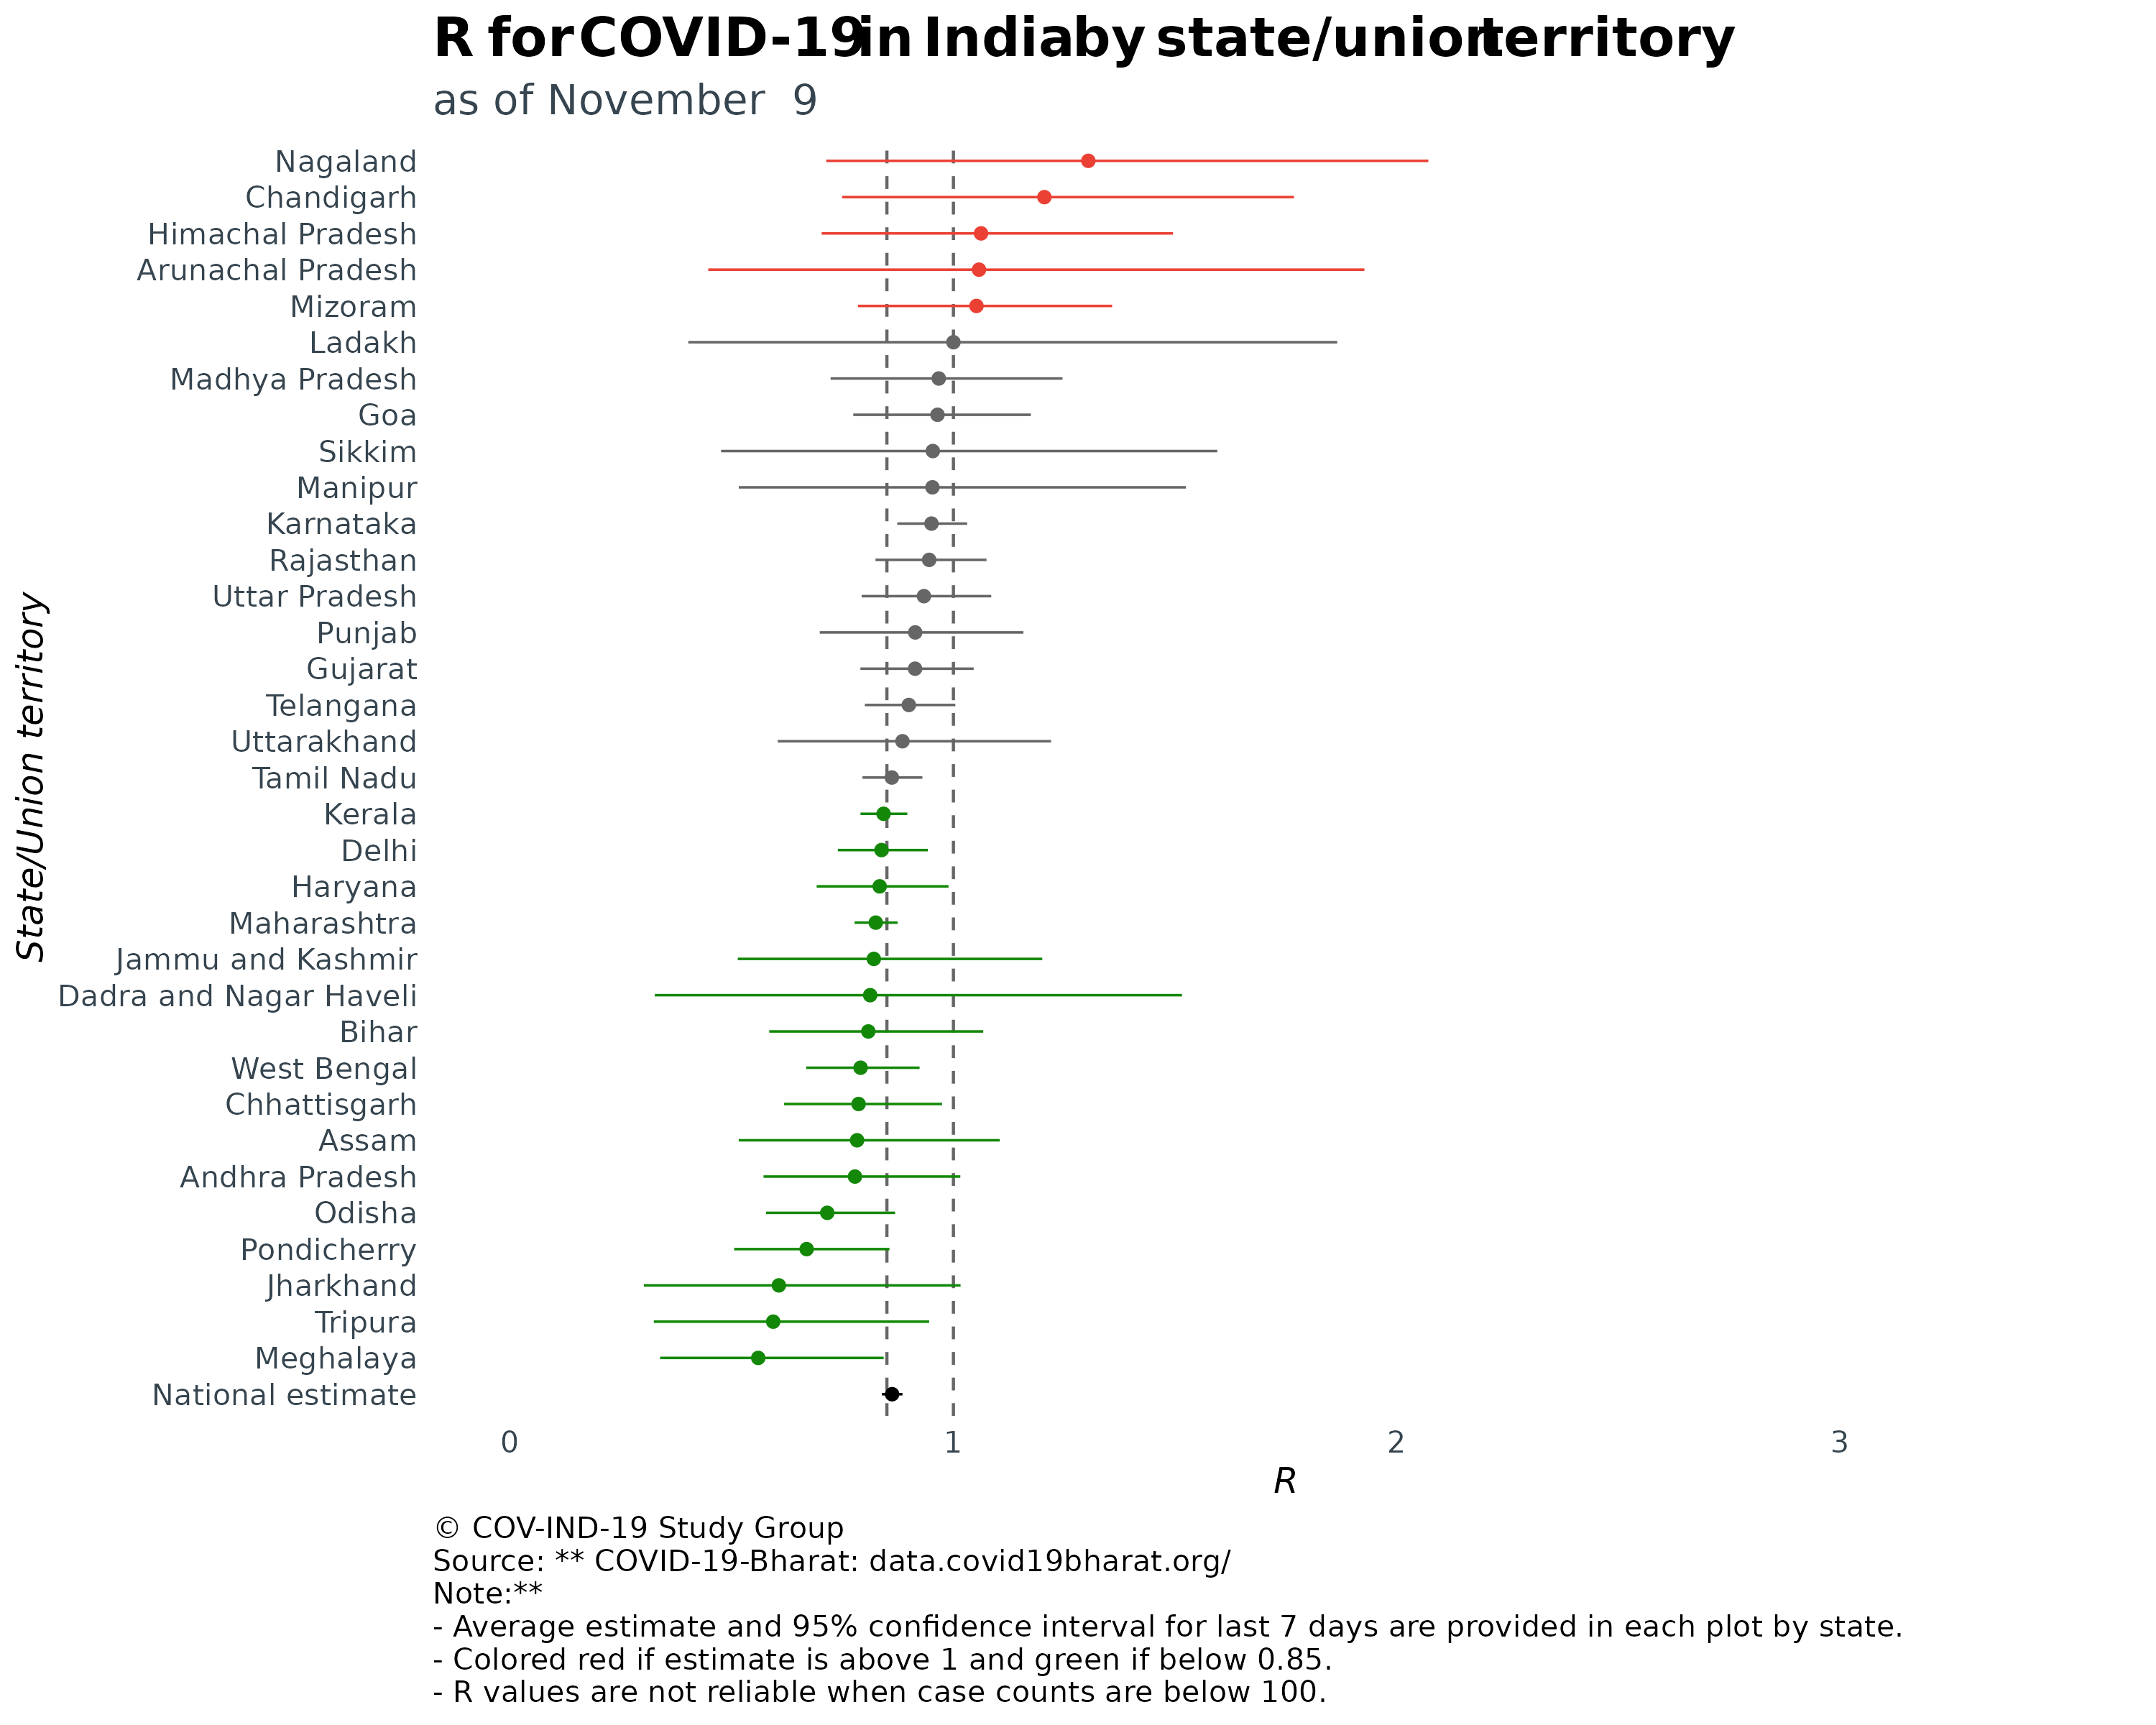 R for COVID-19 in India by state/union territory
as of November  9
Nagaland
Chandigarh
Himachal Pradesh
Arunachal Pradesh
Mizoram
Ladakh
Madhya Pradesh
Goa
Sikkim
Manipur
Karnataka
Rajasthan
Uttar Pradesh
Punjab
Gujarat
Telangana
Uttarakhand
Tamil Nadu
Kerala
Delhi
Haryana
Maharashtra
Jammu and Kashmir
Dadra and Nagar Haveli
Bihar
West Bengal
Chhattisgarh
Assam
Andhra Pradesh
Odisha
Pondicherry
Jharkhand
Tripura
Meghalaya
National estimate
State/Union territory
0 1 2 3
R
© COV-IND-19 Study Group
Source: ** COVID-19-Bharat: data.covid19bharat.org/
Note:**
- Average estimate and 95% confidence interval for last 7 days are provided in each plot by state.
- Colored red if estimate is above 1 and green if below 0.85.
- R values are not reliable when case counts are below 100.